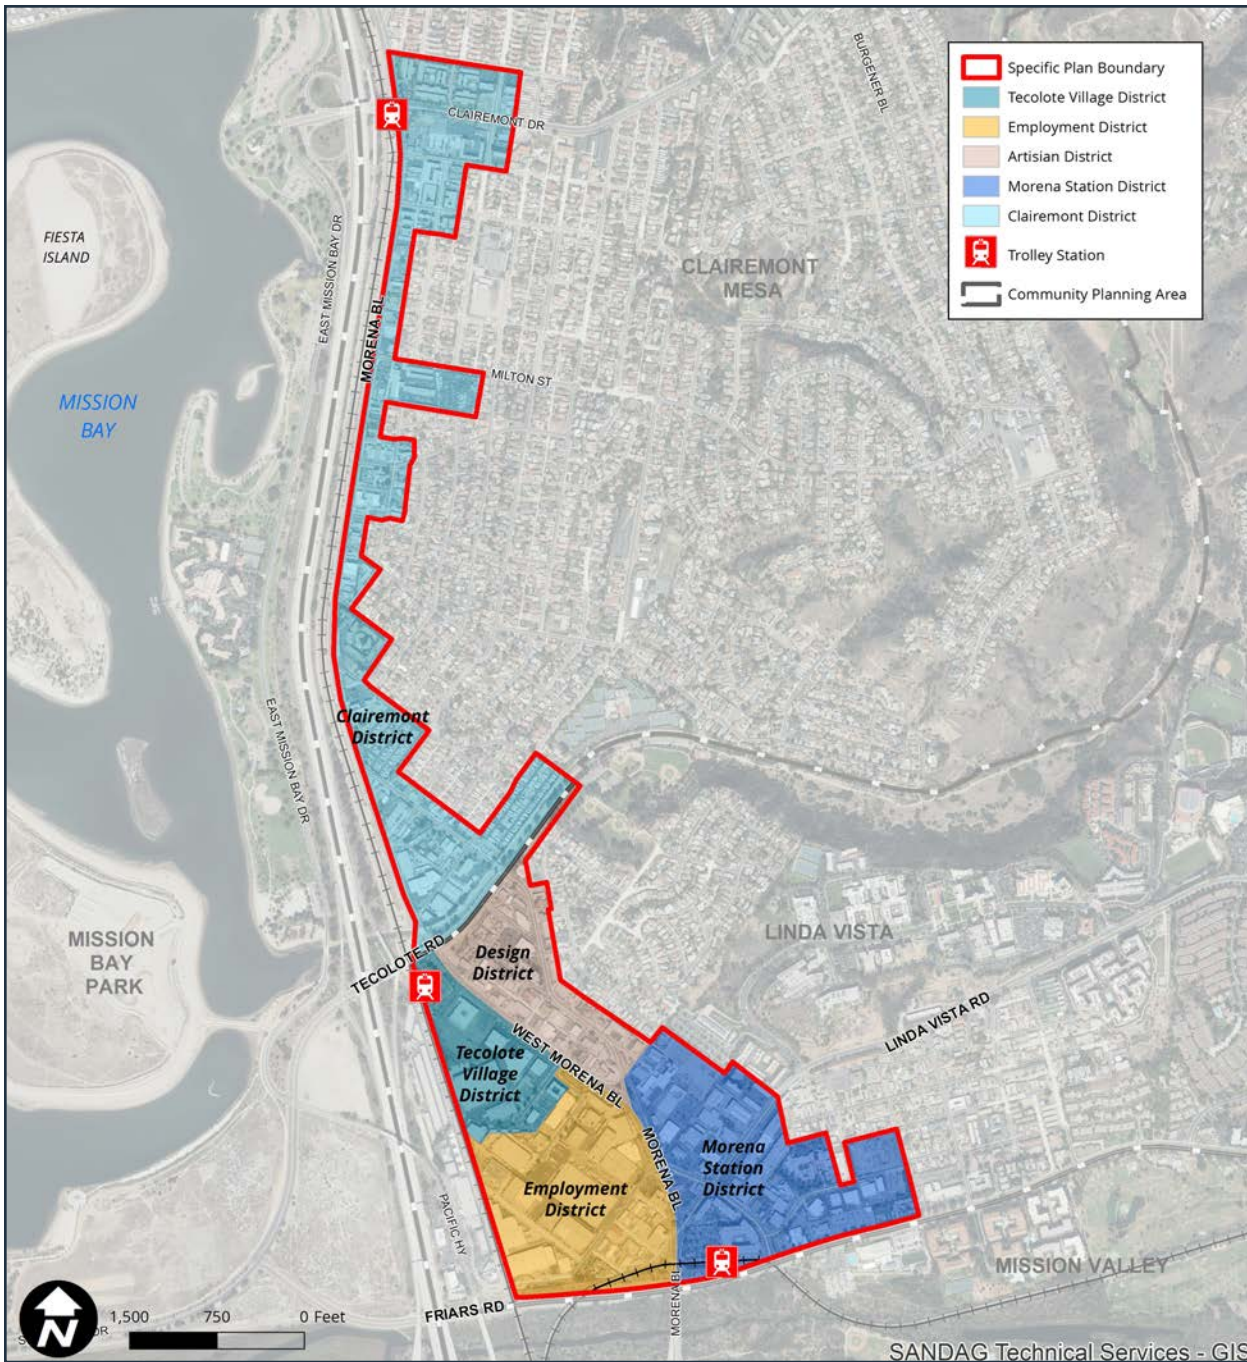 Specific Plan Boundary
Tecolote Village District
Employment District
Artisian District
Morena Station District
Clairemont District
Trolley Station
Community Planning Area
BURGENER BL
CLAIREMONT DR
FIESTA
ISLAND
EAST MISSION BAY DR
MORENA BL
CLAIREMONT
MESA
MILTON ST
MISSION
BAY
EAST MISSION BAY DR
Clairemont
District
MISSION
BAY
PARK
TECOLOTE RD
Design
District
LINDA VISTA
LINDA VISTA RD
WEST MORENA BL
Tecolote
Village
District
MORENA BL
Morena
Station
District
Employment
District
PACIFIC HY
MISSION VALLEY
MORENA BL
FRIARS RD
N
1,500 750 0 Feet
SANDAG Technical Services - GIS